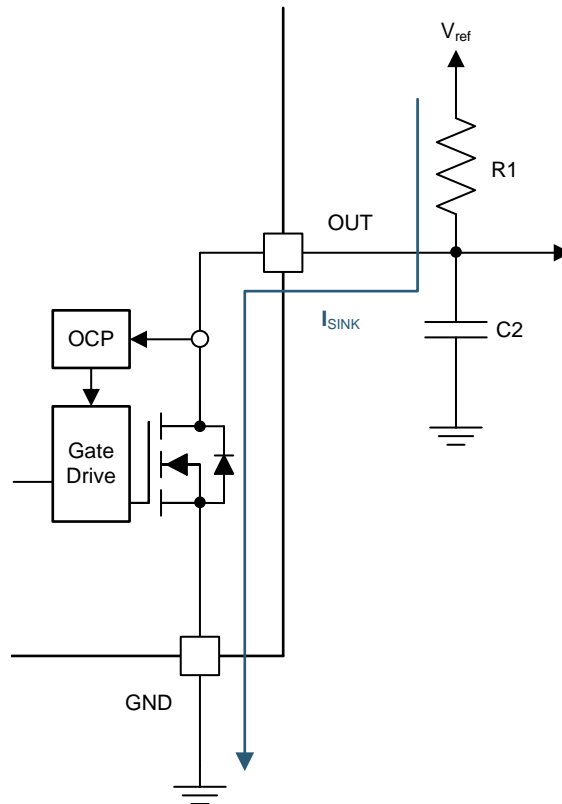 Vref
R1
OUT
ISINK
C2
OCP
Gate
Drive
GND